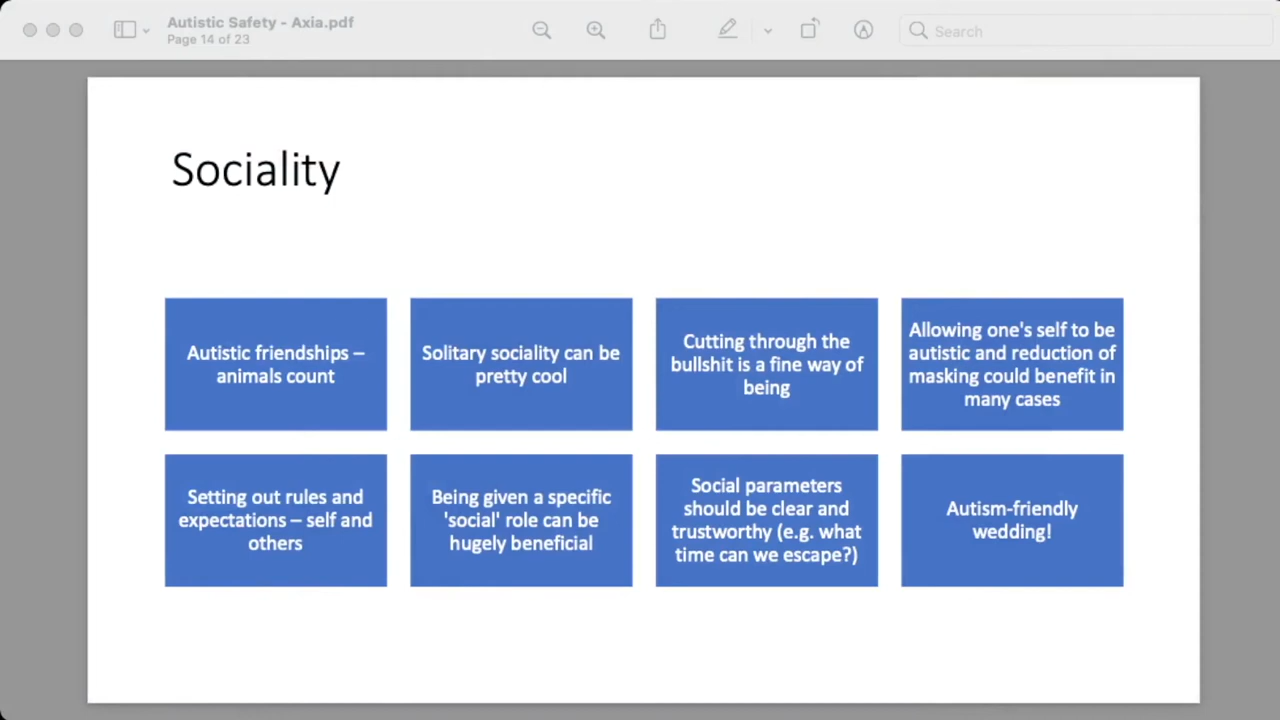 Autistic Safety - Axia.pdf
Page 14 of 23
Search
Sociality
Autistic friendships –
animals count
Solitary sociality can be
pretty cool
Cutting through the
bullshit is a fine way of
being
Allowing one's self to be
autistic and reduction of
masking could benefit in
many cases
Setting out rules and
expectations – self and
others
Being given a specific
'social' role can be
hugely beneficial
Social parameters
should be clear and
trustworthy (e.g. what
time can we escape?)
Autism-friendly
wedding!